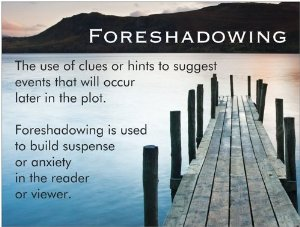 FORESHADOWING
The use of clues or hints to suggest
events that will occur
later in the plot.
Foreshadowing is used
to build suspense
or anxiety
in the reader
or viewer.